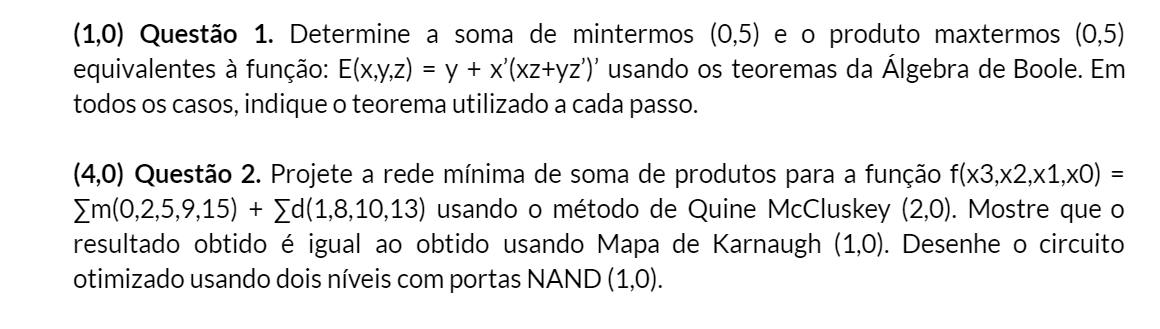 (1,0) Questão 1. Determine a soma de mintermos (0,5) e o produto maxtermos (0,5)
equivalentes à função: E(x,y,z) = y + x’(xz+yz’)’ usando os teoremas da Álgebra de Boole. Em
todos os casos, indique o teorema utilizado a cada passo.
(4,0) Questão 2. Projete a rede mínima de soma de produtos para a função f(x3,x2,x1,x0) =
∑m(0,2,5,9,15) + ∑d(1,8,10,13) usando o método de Quine McCluskey (2,0). Mostre que o
resultado obtido é igual ao obtido usando Mapa de Karnaugh (1,0). Desenhe o circuito
otimizado usando dois níveis com portas NAND (1,0).